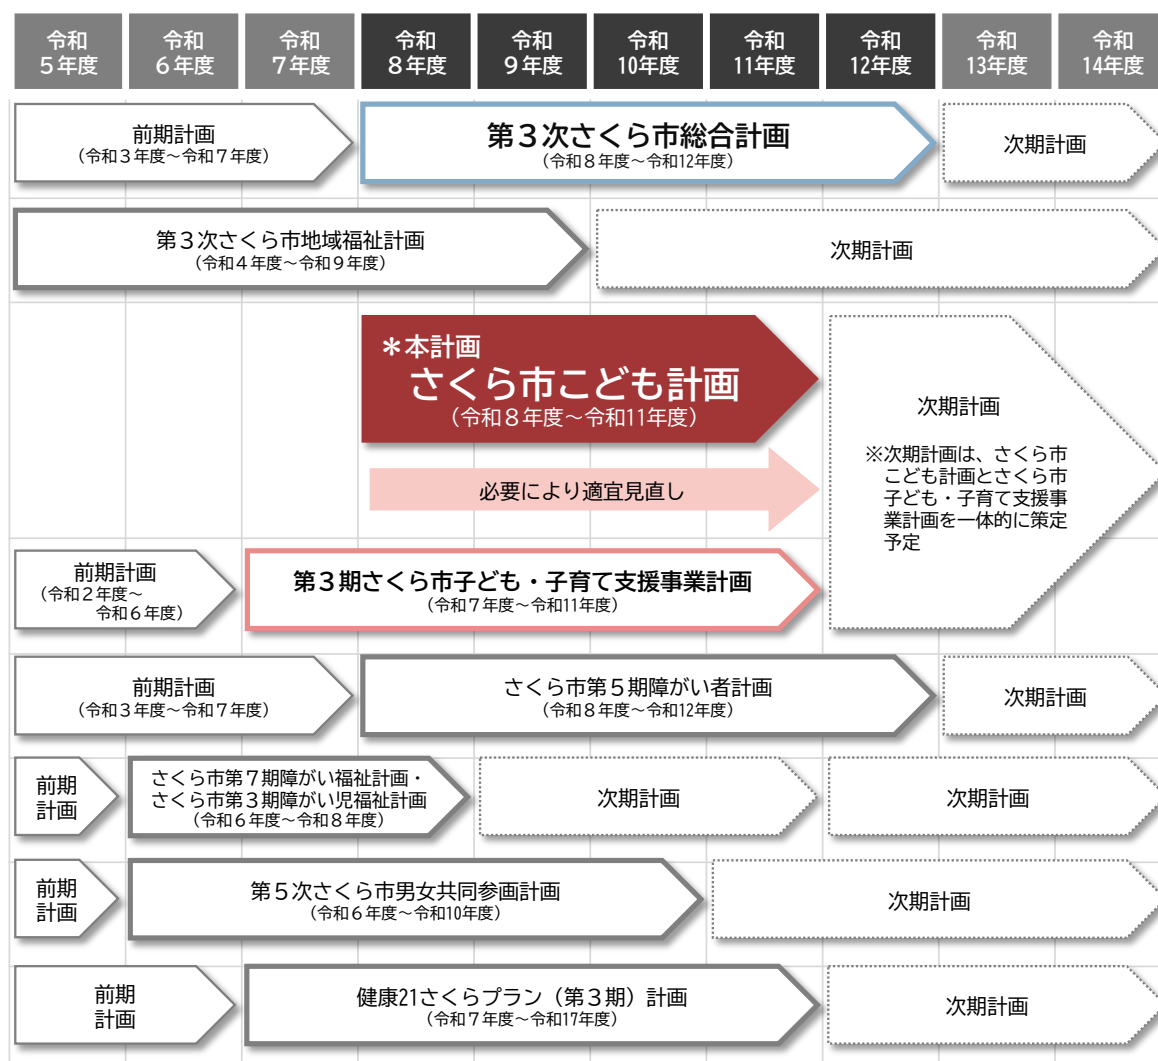 令和
５年度
令和
６年度
令和
７年度
令和
８年度
令和
９年度
令和
10年度
令和
11年度
令和
12年度
令和
13年度
令和
14年度
前期計画
（令和３年度～令和７年度）
第３次さくら市総合計画
（令和８年度～令和12年度）
次期計画
第３次さくら市地域福祉計画
（令和４年度～令和９年度）
次期計画
＊本計画
さくら市こども計画
（令和８年度～令和11年度）
必要により適宜見直し
次期計画
※次期計画は、さくら市
こども計画とさくら市
子ども・子育て支援事
業計画を一体的に策定
予定
前期計画
（令和２年度～
令和６年度）
第３期さくら市子ども・子育て支援事業計画
（令和７年度～令和11年度）
前期計画
（令和３年度～令和７年度）
さくら市第５期障がい者計画
（令和８年度～令和12年度）
次期計画
前期
計画
さくら市第７期障がい福祉計画・
さくら市第３期障がい児福祉計画
（令和６年度～令和８年度）
次期計画
次期計画
前期
計画
第５次さくら市男女共同参画計画
（令和６年度～令和10年度）
次期計画
前期
計画
健康21さくらプラン（第３期）計画
（令和７年度～令和17年度）
次期計画